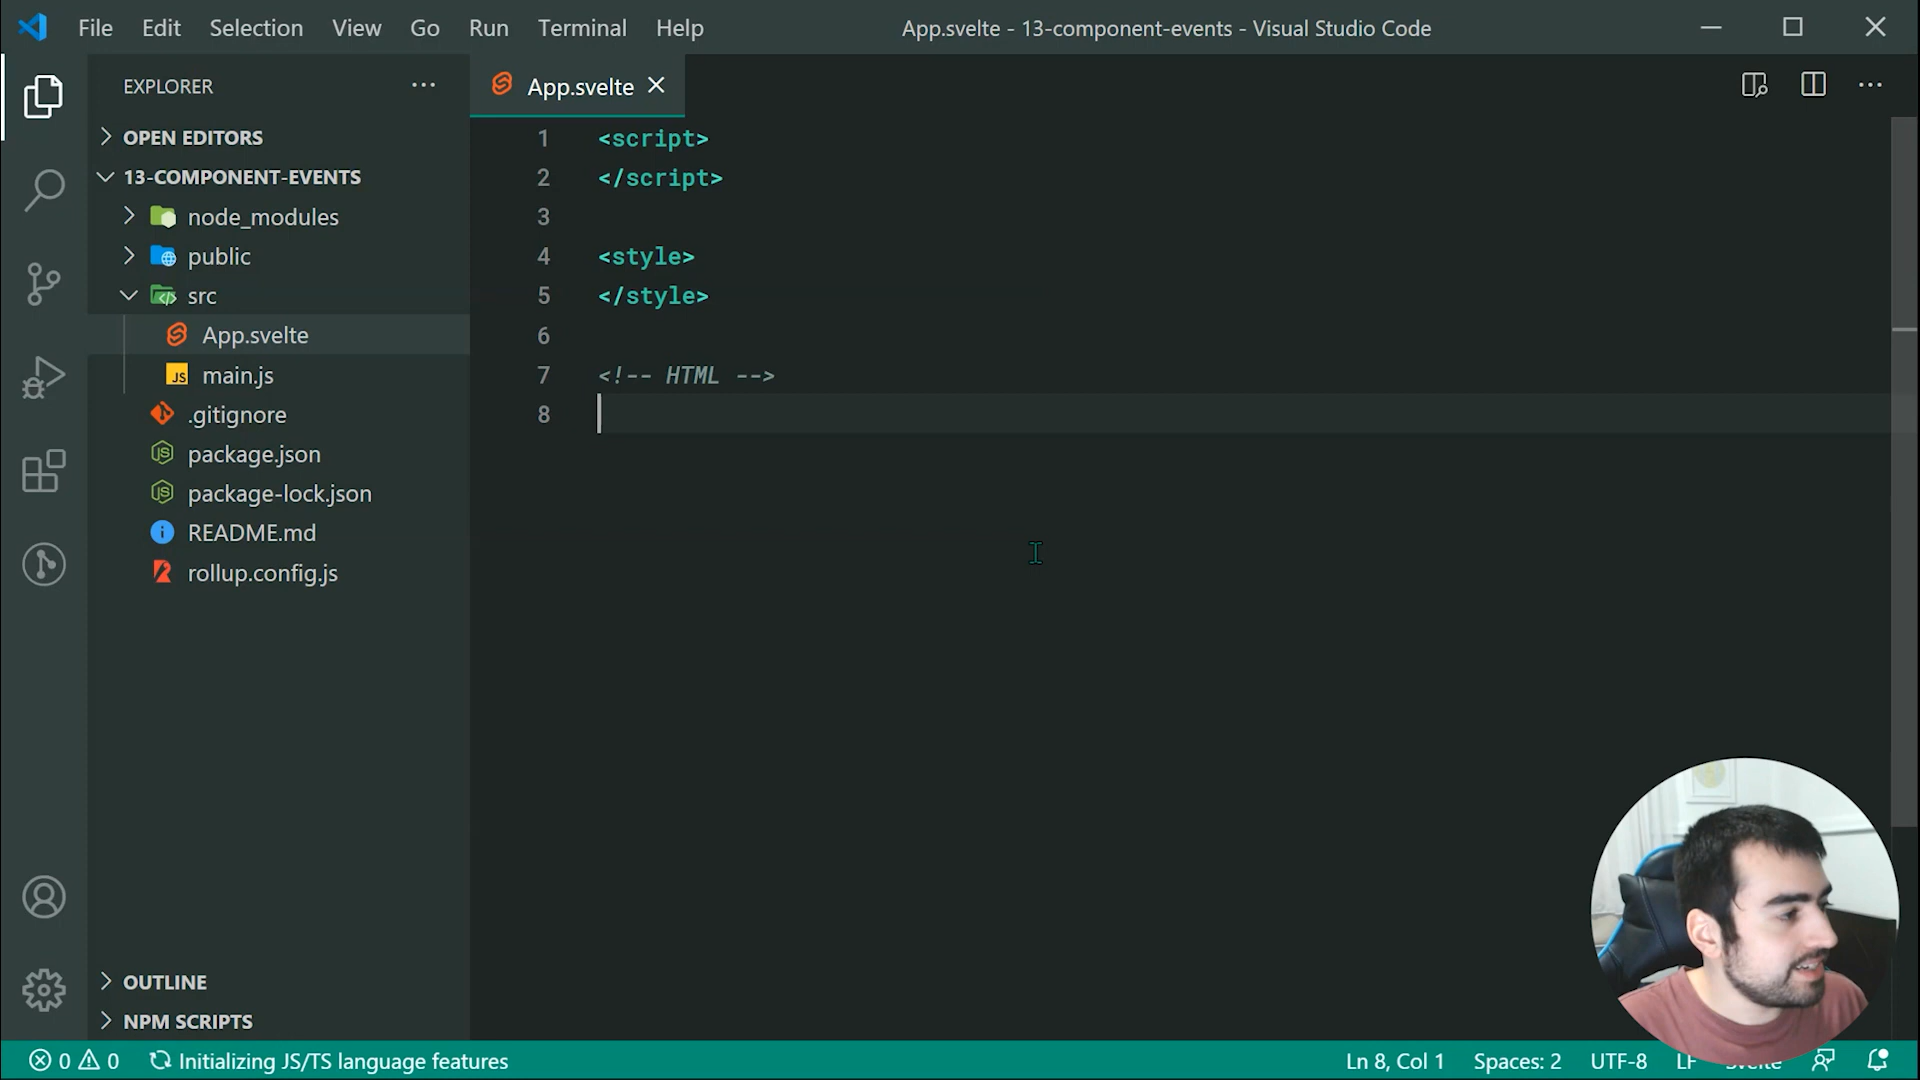 File Edit Selection View Go Run Terminal Help
App.svelte - 13-component-events - Visual Studio Code
EXPLORER
OPEN EDITORS
13-COMPONENT-EVENTS
node_modules
public
src
App.svelte
main.js
.gitignore
package.json
package-lock.json
README.md
rollup.config.js
OUTLINE
NPM SCRIPTS
App.svelte
1 <script>
2 </script>
3
4 <style>
5 </style>
6
7 <!-- HTML -->
8
0 0 Initializing JS/TS language features
Ln 8, Col 1 Spaces: 2 UTF-8 LF Svelte